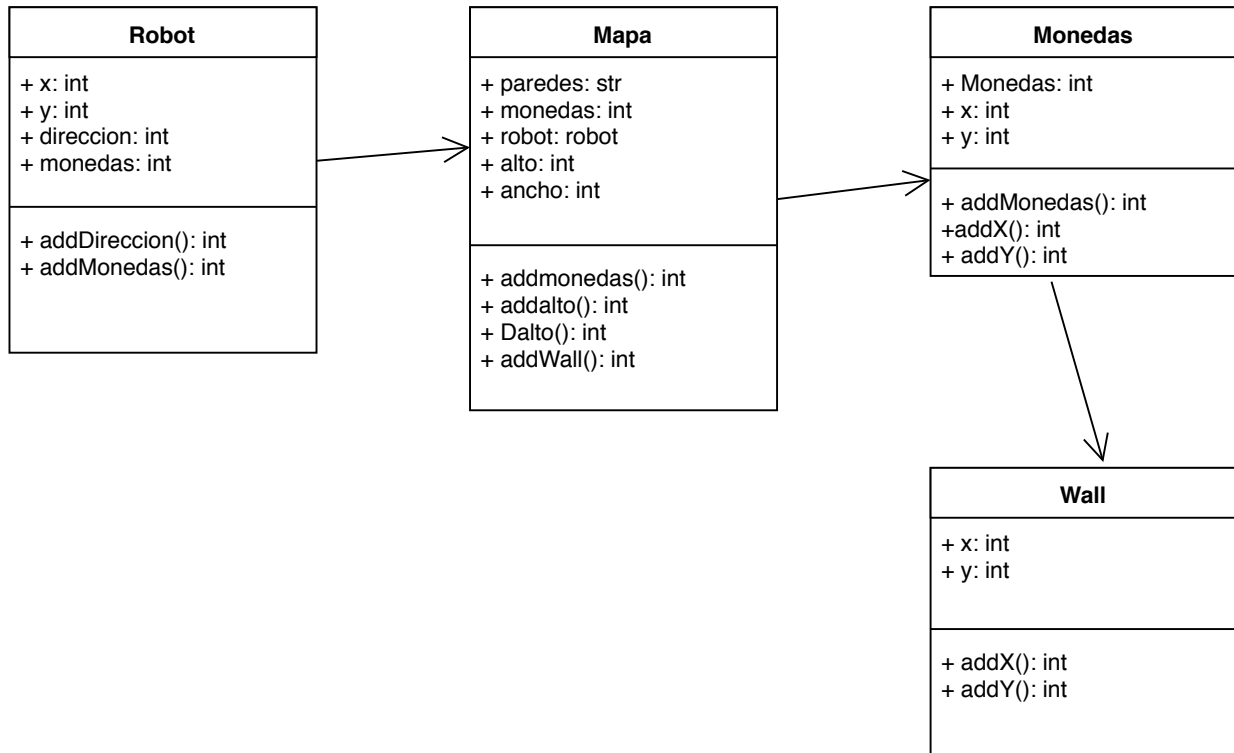 Robot
+ x: int
+ y: int
+ direccion: int
+ monedas: int
+ addDireccion(): int
+ addMonedas(): int
Mapa
+ paredes: str
+ monedas: int
+ robot: robot
+ alto: int
+ ancho: int
+ addmonedas(): int
+ addalto(): int
+ Dalto(): int
+ addWall(): int
Monedas
+ Monedas: int
+ x: int
+ y: int
+ addMonedas(): int
+addX(): int
+ addY(): int
Wall
+ x: int
+ y: int
+ addX(): int
+ addY(): int